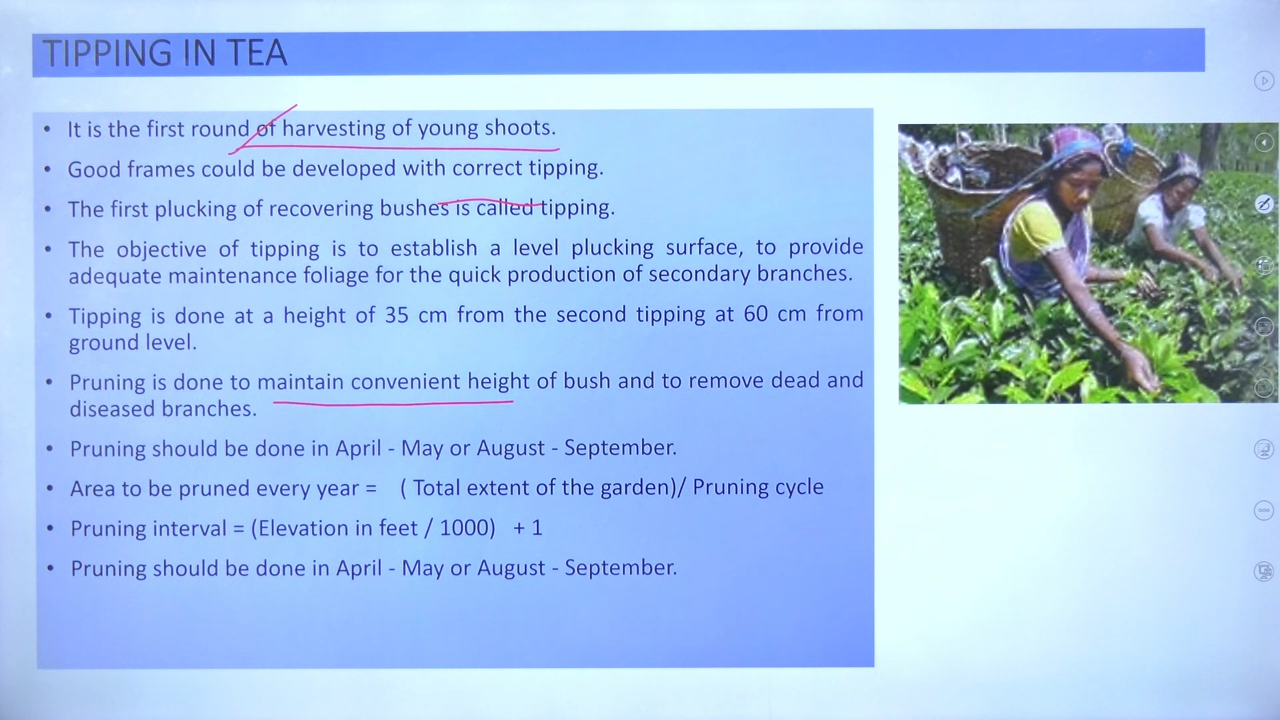 TIPPING IN TEA
• It is the first round of harvesting of young shoots.
• Good frames could be developed with correct tipping.
• The first plucking of recovering bushes is called tipping.
• The objective of tipping is to establish a level plucking surface, to provide
adequate maintenance foliage for the quick production of secondary branches.
• Tipping is done at a height of 35 cm from the second tipping at 60 cm from
ground level.
• Pruning is done to maintain convenient height of bush and to remove dead and
diseased branches.
• Pruning should be done in April - May or August - September.
• Area to be pruned every year = ( Total extent of the garden)/ Pruning cycle
• Pruning interval = (Elevation in feet / 1000) + 1
• Pruning should be done in April - May or August - September.